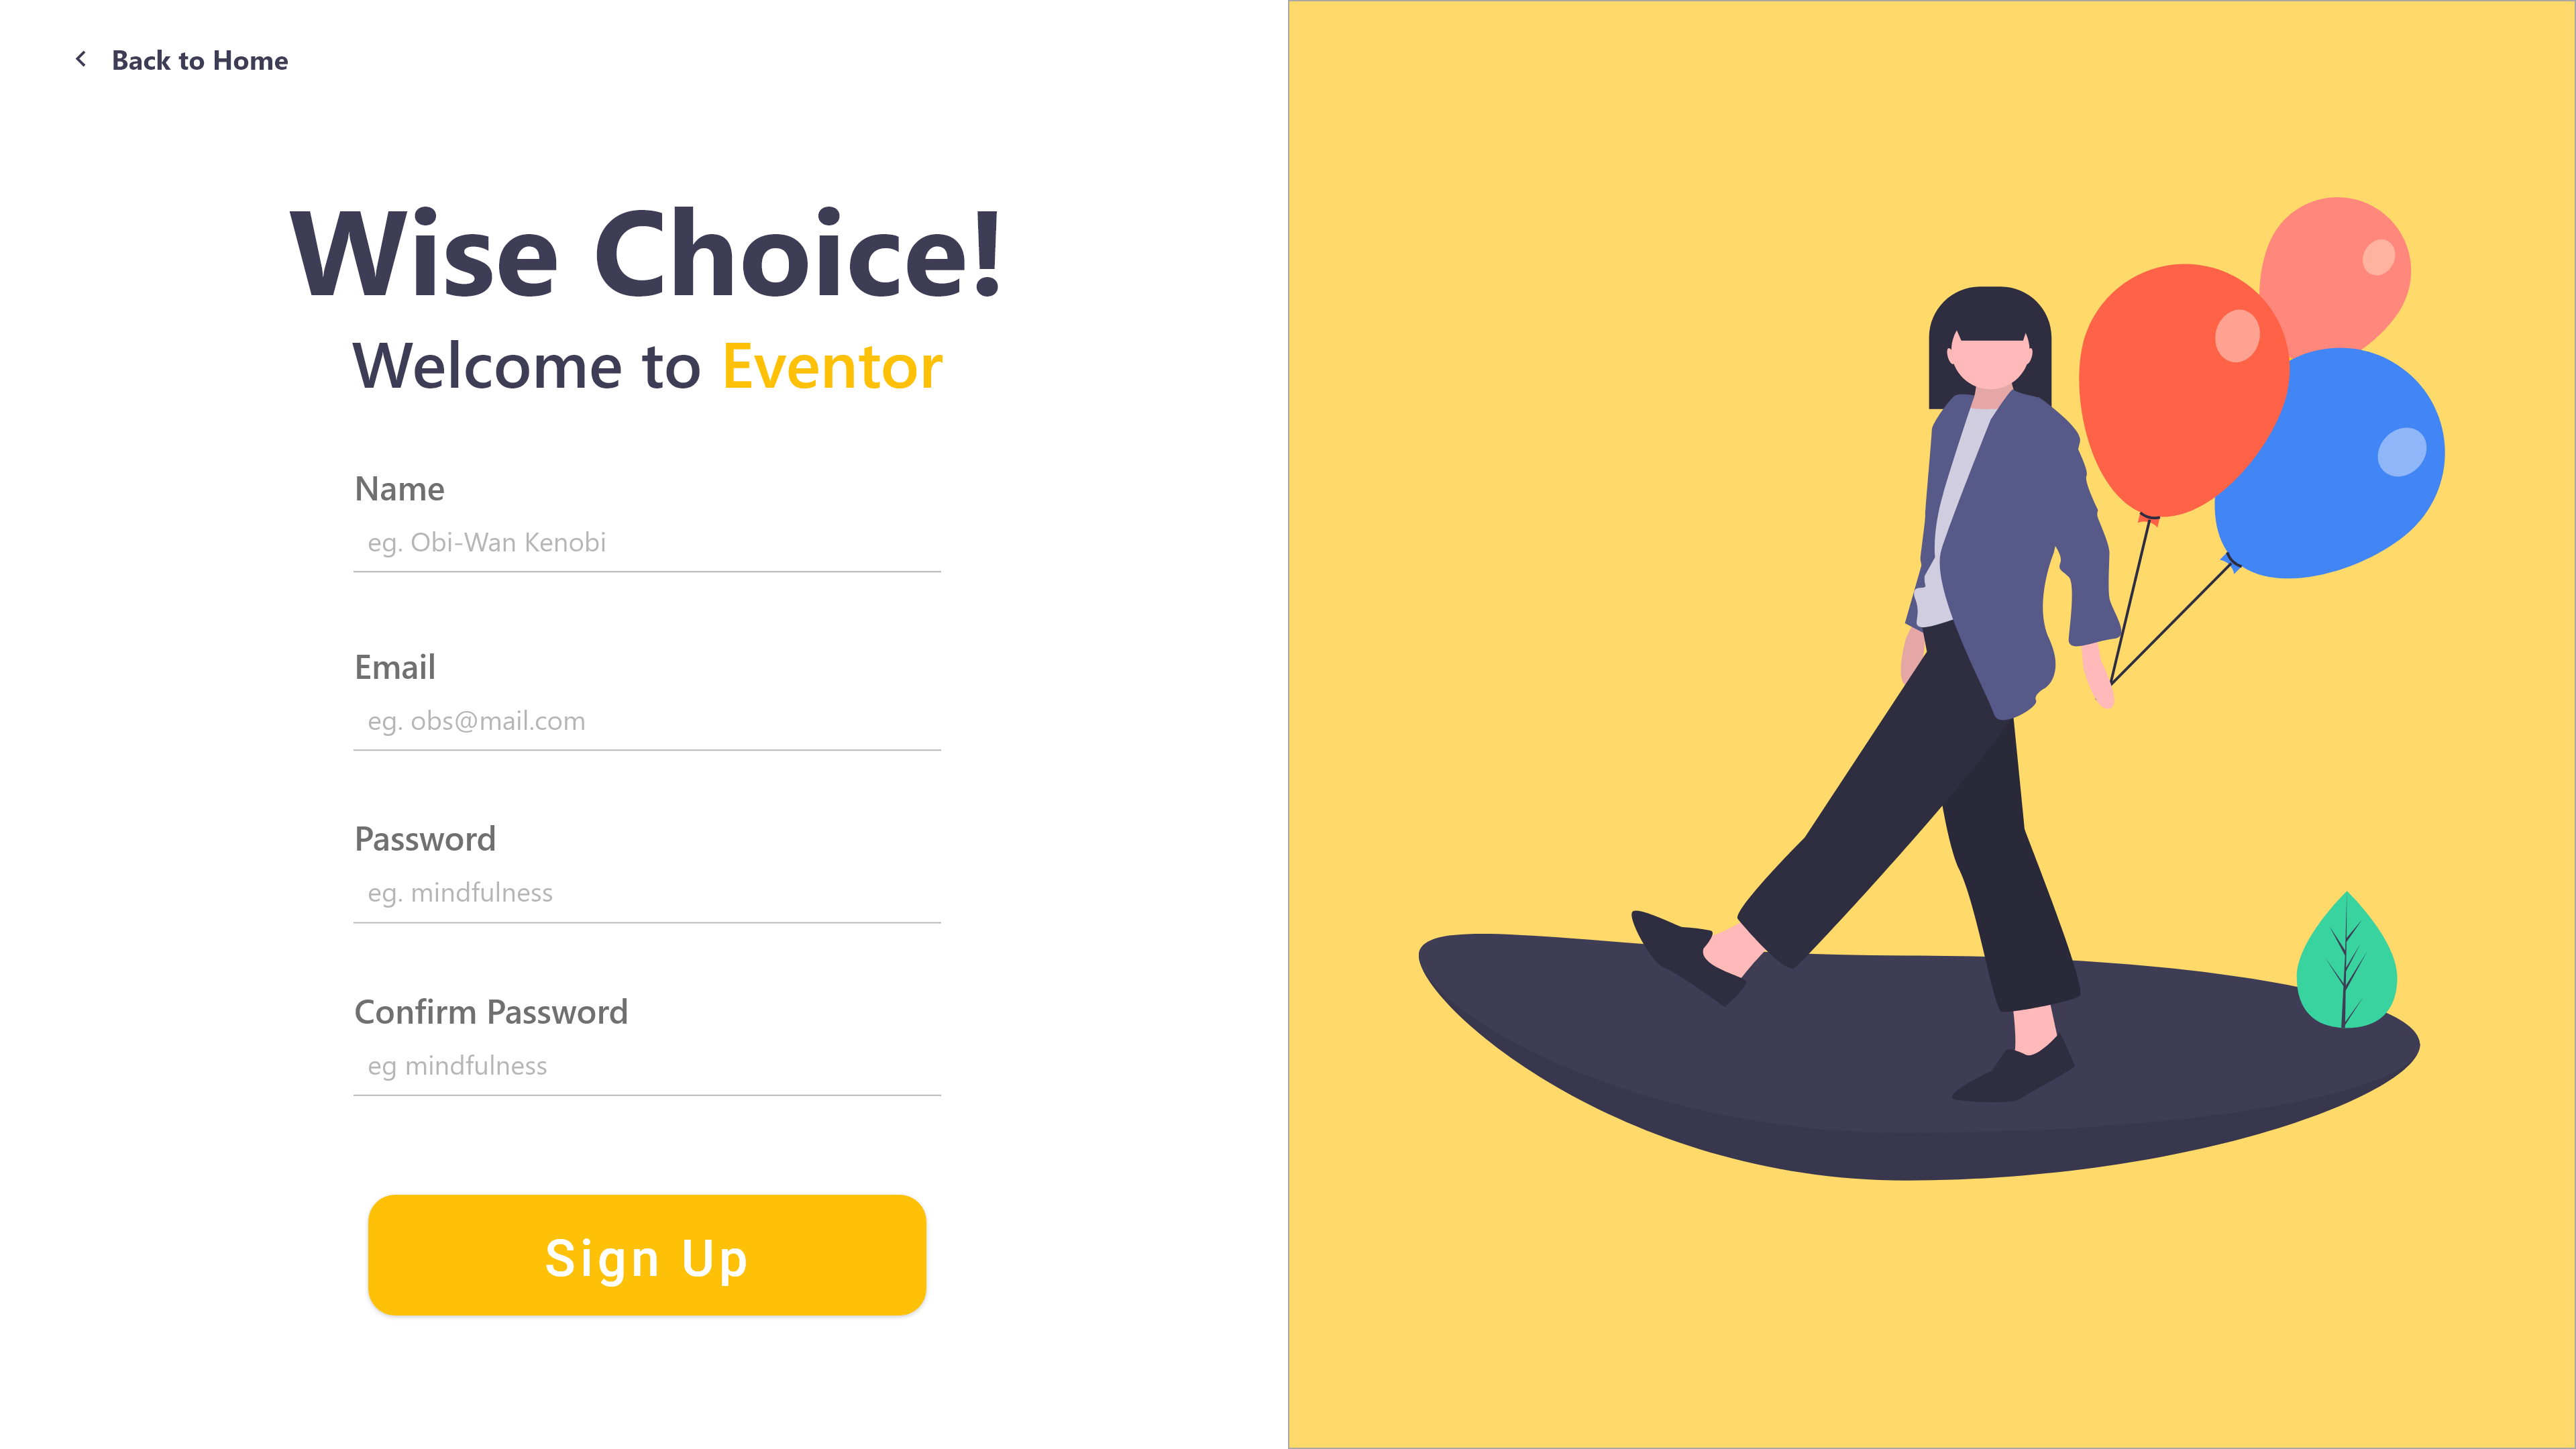 Back to Home
Wise Choice!
Welcome to Eventor
Name
eg. Obi-Wan Kenobi
Email
eg. obs@mail.com
Password
eg. mindfulness
Confirm Password
eg mindfulness
Sign Up